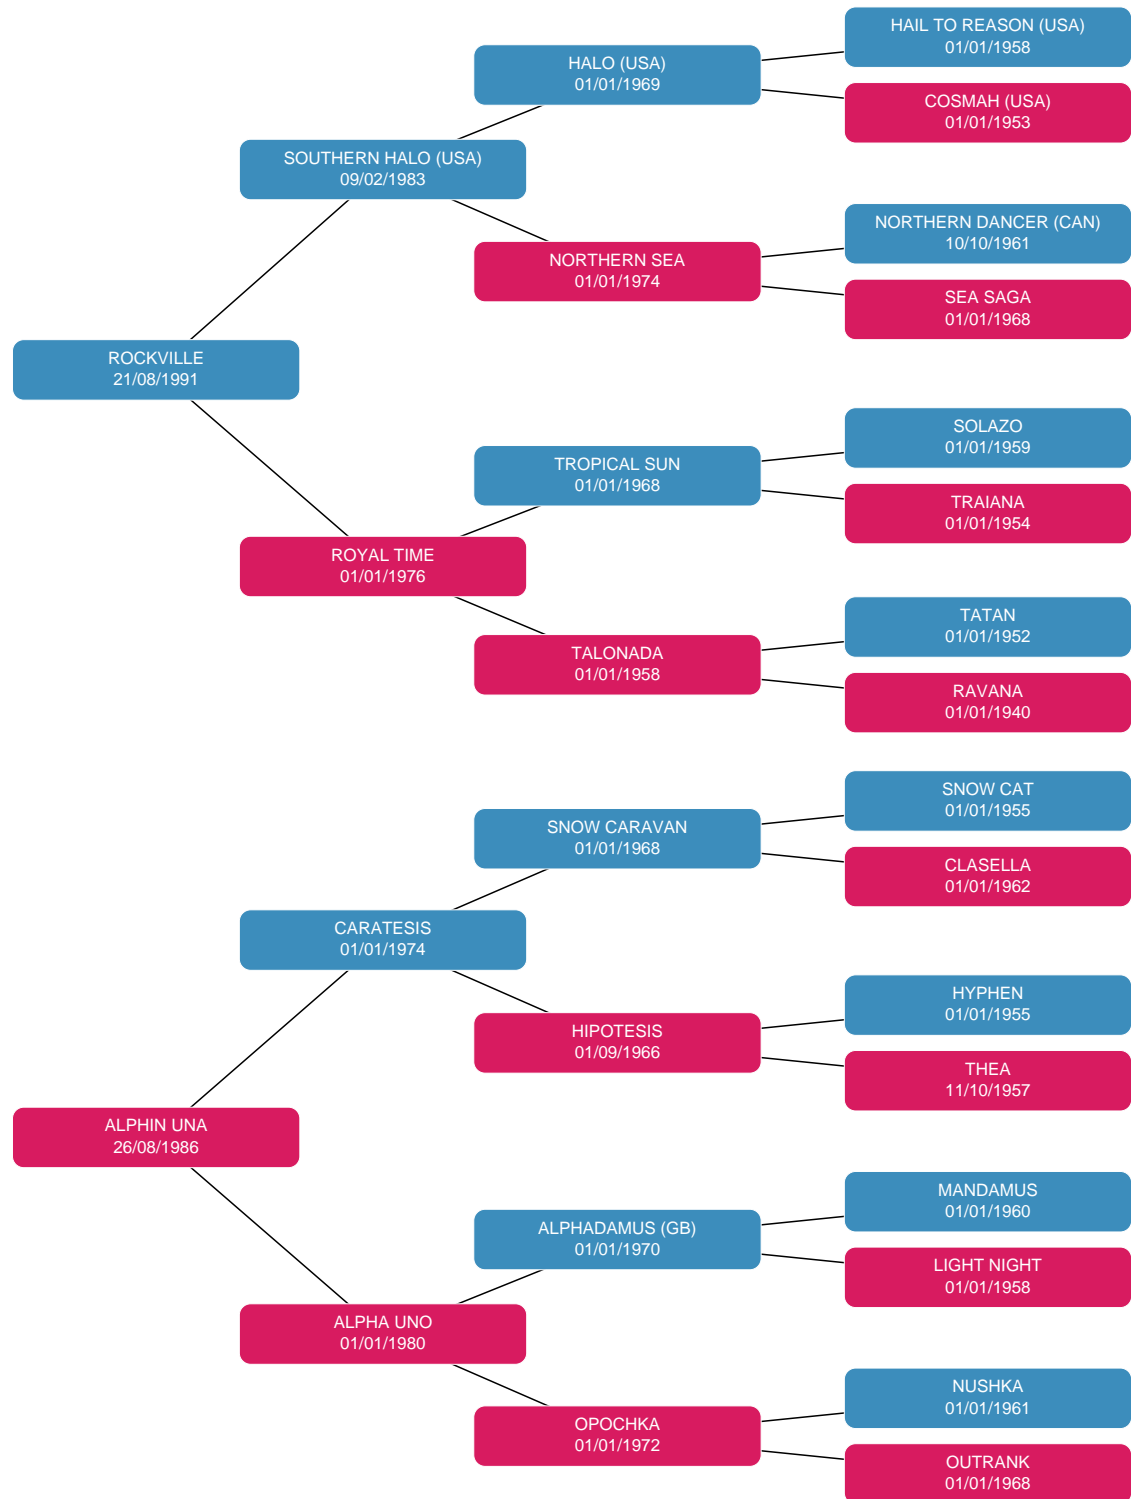 HAIL TO REASON (USA)
01/01/1958
HALO (USA)
01/01/1969
COSMAH (USA)
01/01/1953
SOUTHERN HALO (USA)
09/02/1983
NORTHERN DANCER (CAN)
10/10/1961
NORTHERN SEA
01/01/1974
SEA SAGA
01/01/1968
ROCKVILLE
21/08/1991
SOLAZO
01/01/1959
TROPICAL SUN
01/01/1968
TRAIANA
01/01/1954
ROYAL TIME
01/01/1976
TATAN
01/01/1952
TALONADA
01/01/1958
RAVANA
01/01/1940
SNOW CAT
01/01/1955
SNOW CARAVAN
01/01/1968
CLASELLA
01/01/1962
CARATESIS
01/01/1974
HYPHEN
01/01/1955
HIPOTESIS
01/09/1966
THEA
11/10/1957
ALPHIN UNA
26/08/1986
MANDAMUS
01/01/1960
ALPHADAMUS (GB)
01/01/1970
LIGHT NIGHT
01/01/1958
ALPHA UNO
01/01/1980
NUSHKA
01/01/1961
OPOCHKA
01/01/1972
OUTRANK
01/01/1968